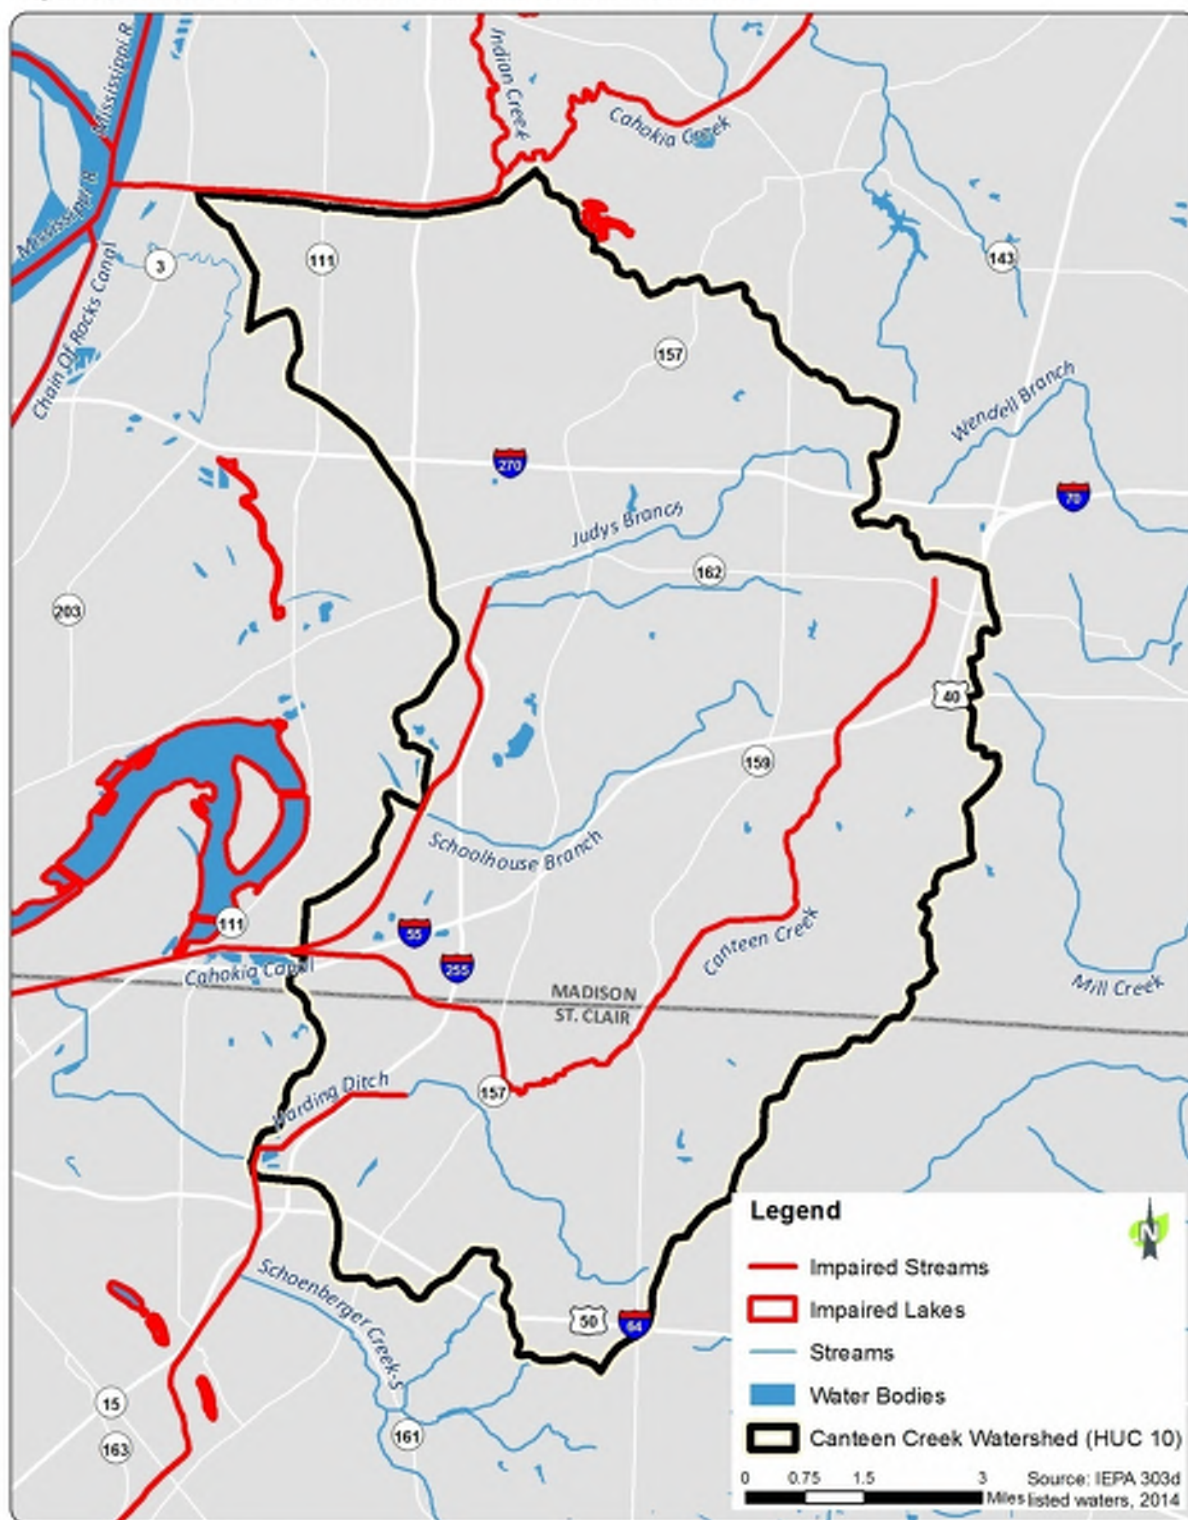 Mississippi R
Indian Creek
Cahokia Creek
Mississippi R
3
111
143
Chain Of Rocks Canal
157
Wendell Branch
270
70
Judys Branch
162
203
40
159
Schoolhouse Branch
111
55
255
Canteen Creek
Cahokia Canal
MADISON
ST. CLAIR
Mill Creek
Harding Ditch
157
Schoenberger Creek-S
50
64
15
163
161
Legend
N
Impaired Streams
Impaired Lakes
Streams
Water Bodies
Canteen Creek Watershed (HUC 10)
0 0.75 1.5 3
Miles
Source: IEPA 303d
listed waters, 2014